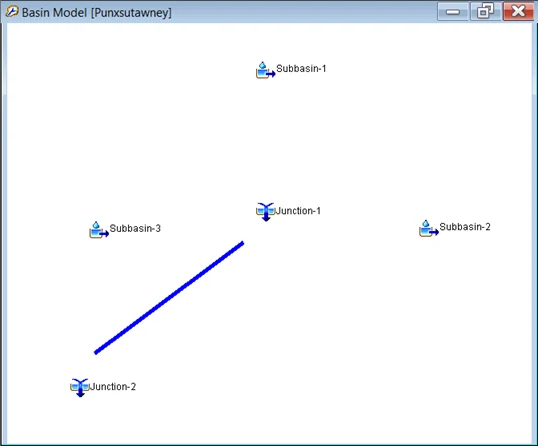 Basin Model [Punxsutawney]
Subbasin-1
Junction-1
Subbasin-3
Subbasin-2
Junction-2